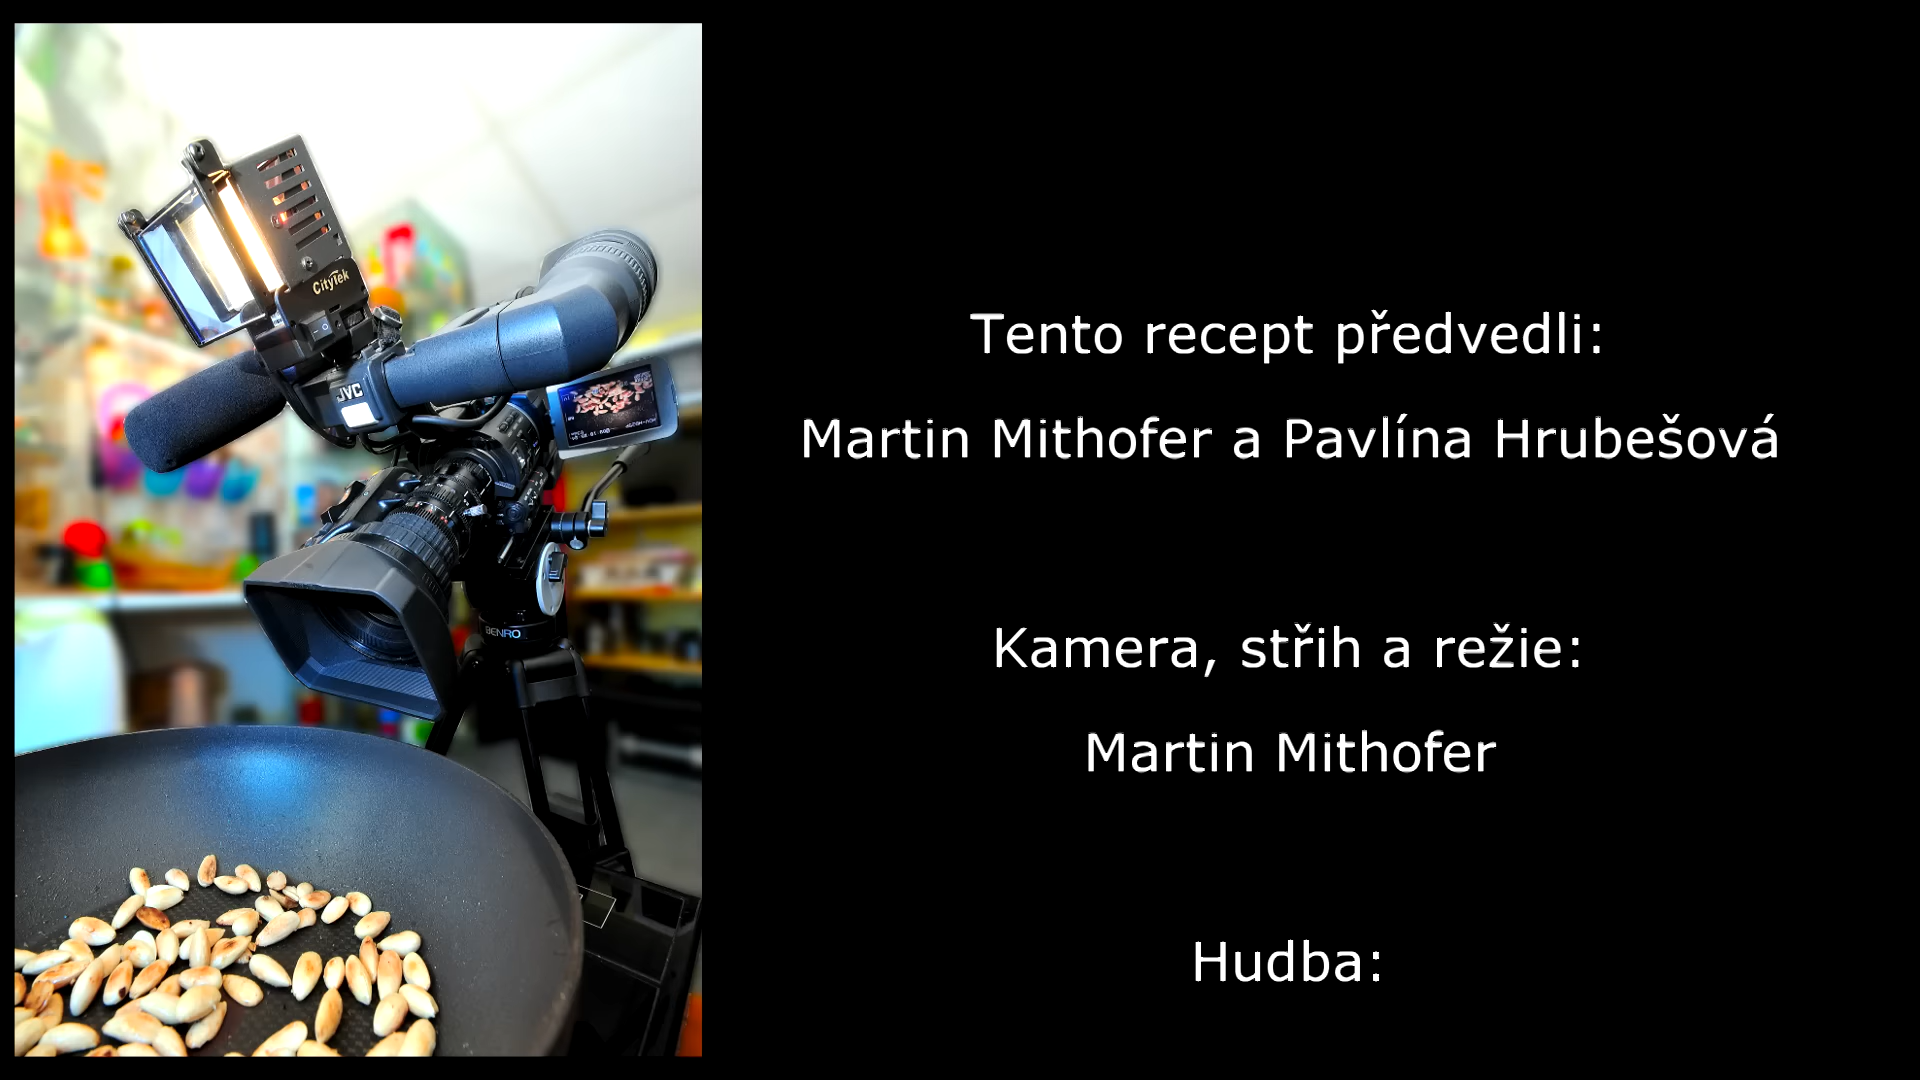 CityTek
JVC
BENRO
Tento recept předvedli:
Martin Mithofer a Pavlína Hrubešová
Kamera, střih a režie:
Martin Mithofer
Hudba: